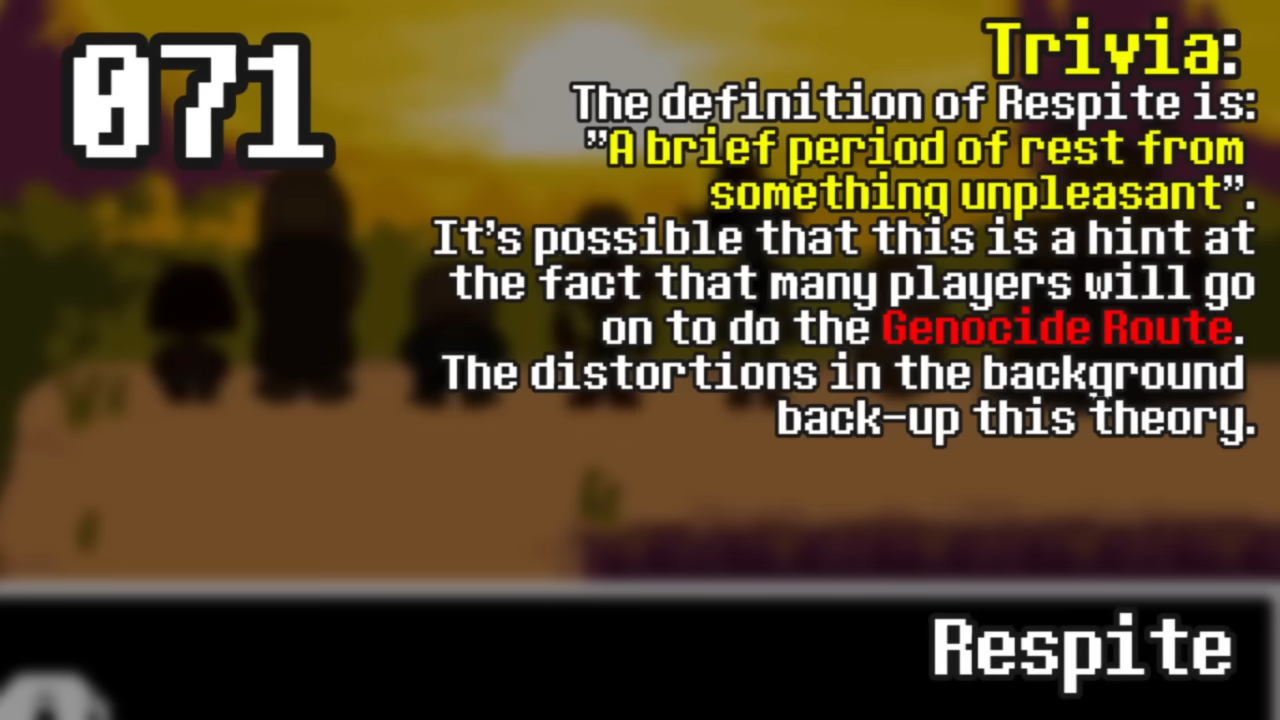 071
Trivia:
The definition of Respite is:
”A brief period of rest from
something unpleasant”.
It’s possible that this is a hint at
the fact that many players will go
on to do the Genocide Route.
The distortions in the background
back-up this theory.
Respite